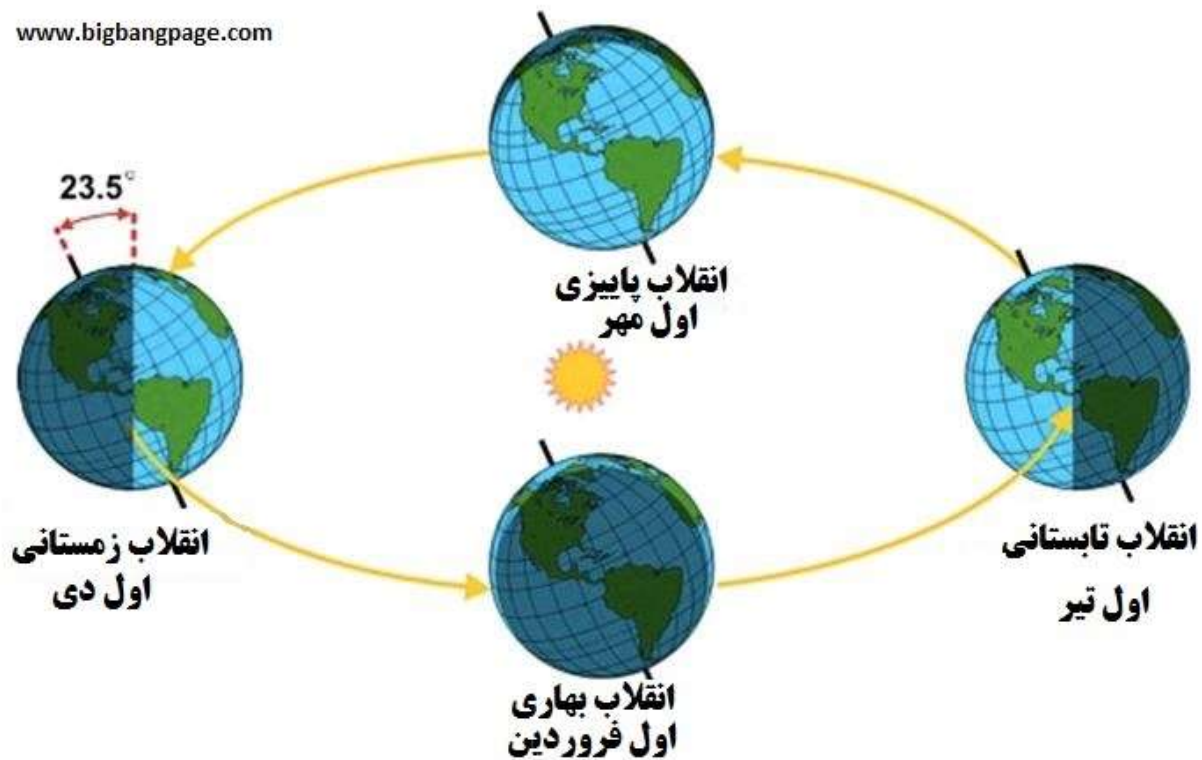 www.bigbangpage.com
انقلاب پاییزی
اول مهر
23.5°
انقلاب زمستانی
اول دی
انقلاب تابستانی
اول تیر
انقلاب بهاری
اول فروردین